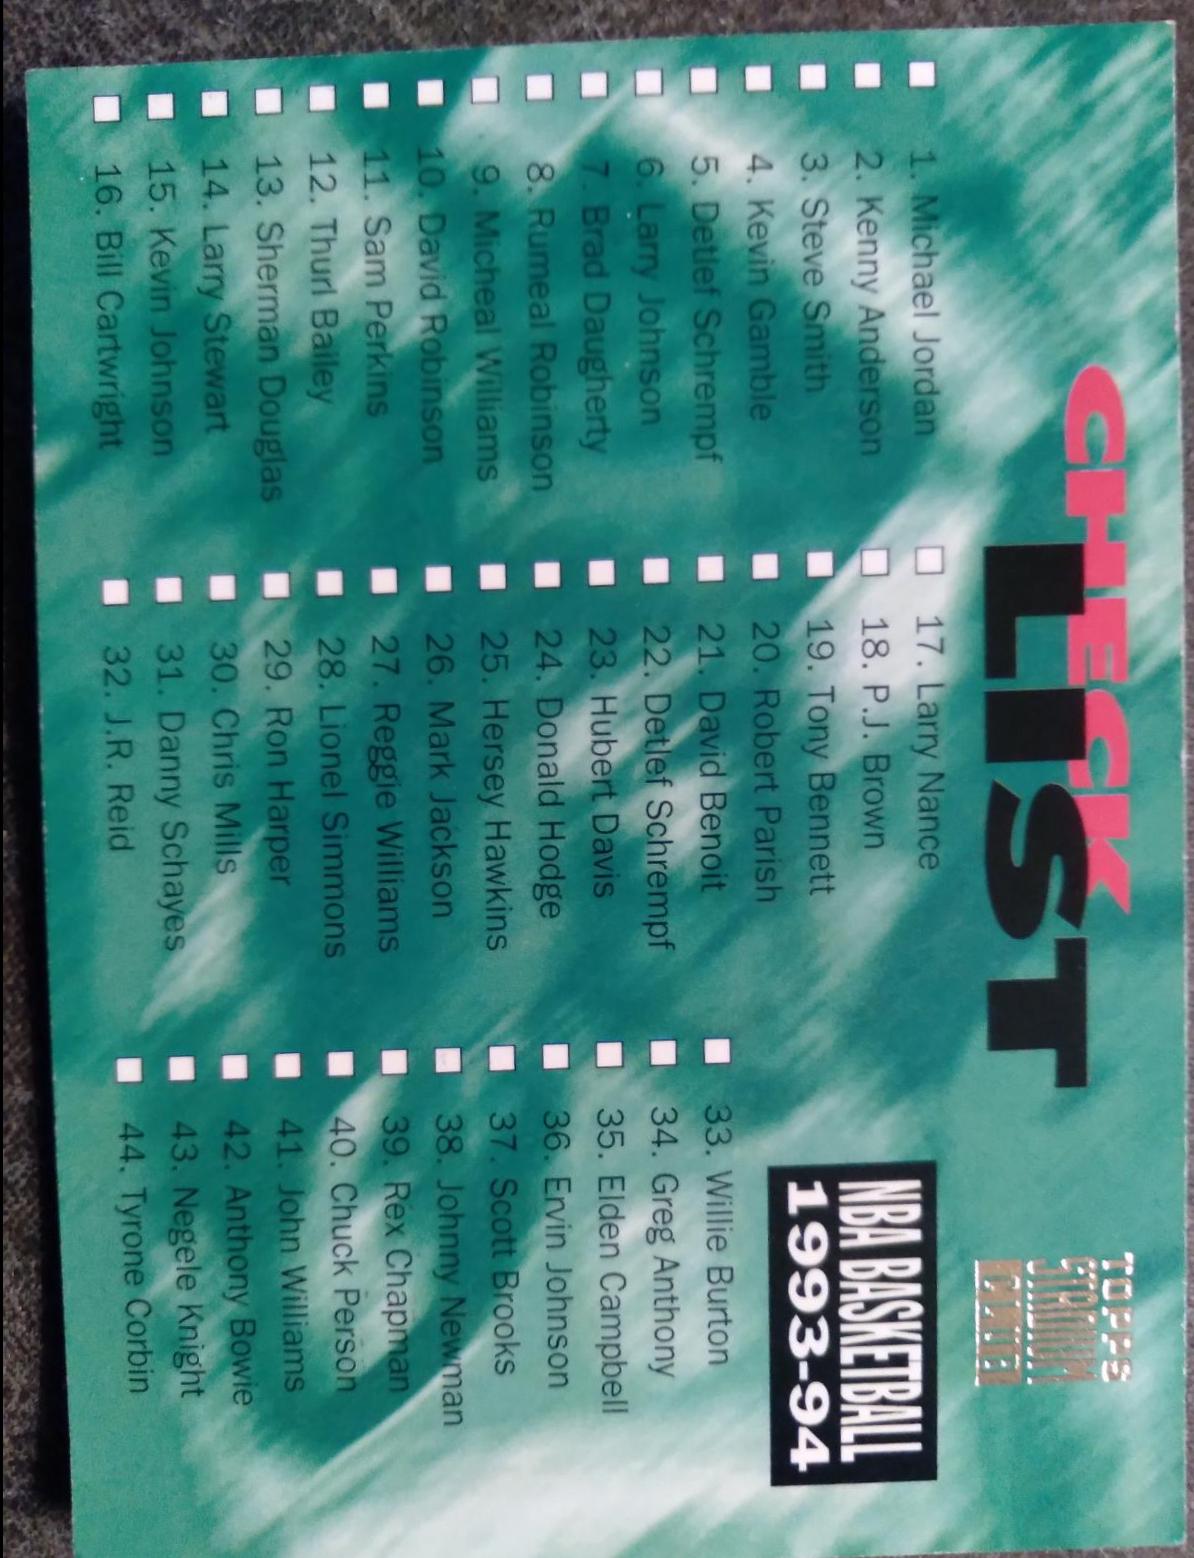 CHECK
LIST
TOPPS
STADIUM
CLUB
NBA BASKETBALL
1993-94
1. Michael Jordan
2. Kenny Anderson
3. Steve Smith
4. Kevin Gamble
5. Detlef Schrempf
6. Larry Johnson
7. Brad Daugherty
8. Rumeal Robinson
9. Micheal Williams
10. David Robinson
11. Sam Perkins
12. Thurl Bailey
13. Sherman Douglas
14. Larry Stewart
15. Kevin Johnson
16. Bill Cartwright
17. Larry Nance
18. P.J. Brown
19. Tony Bennett
20. Robert Parish
21. David Benoit
22. Detlef Schrempf
23. Hubert Davis
24. Donald Hodge
25. Hersey Hawkins
26. Mark Jackson
27. Reggie Williams
28. Lionel Simmons
29. Ron Harper
30. Chris Mills
31. Danny Schayes
32. J.R. Reid
33. Willie Burton
34. Greg Anthony
35. Elden Campbell
36. Ervin Johnson
37. Scott Brooks
38. Johnny Newman
39. Rex Chapman
40. Chuck Person
41. John Williams
42. Anthony Bowie
43. Negele Knight
44. Tyrone Corbin